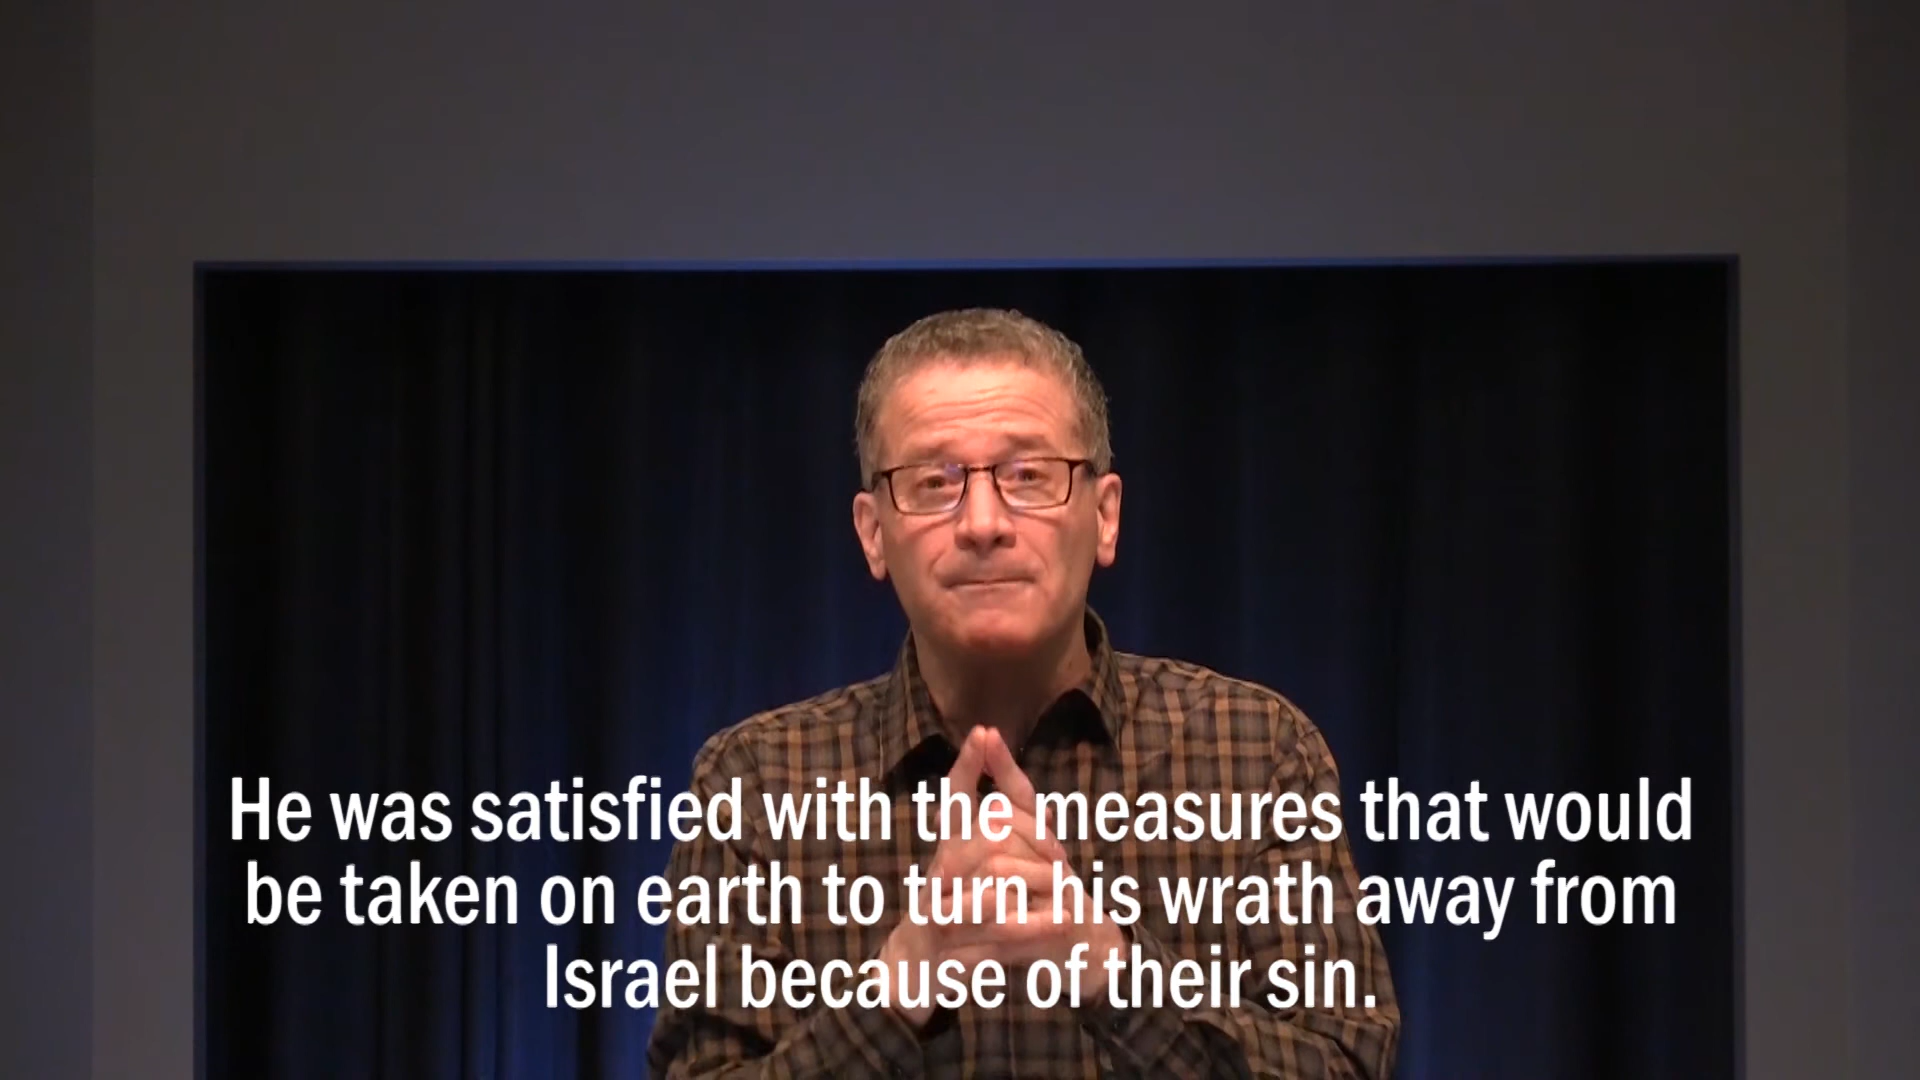 He was satisfied with the measures that would
be taken on earth to turn his wrath away from
Israel because of their sin.